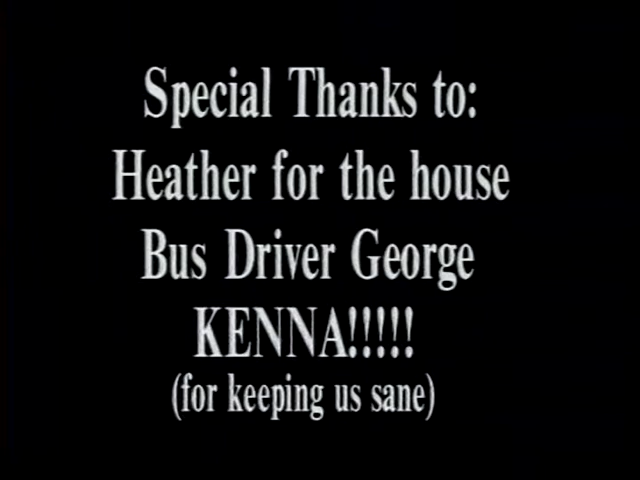 Special Thanks to:
Heather for the house
Bus Driver George
KENNA!!!!!
(for keeping us sane)